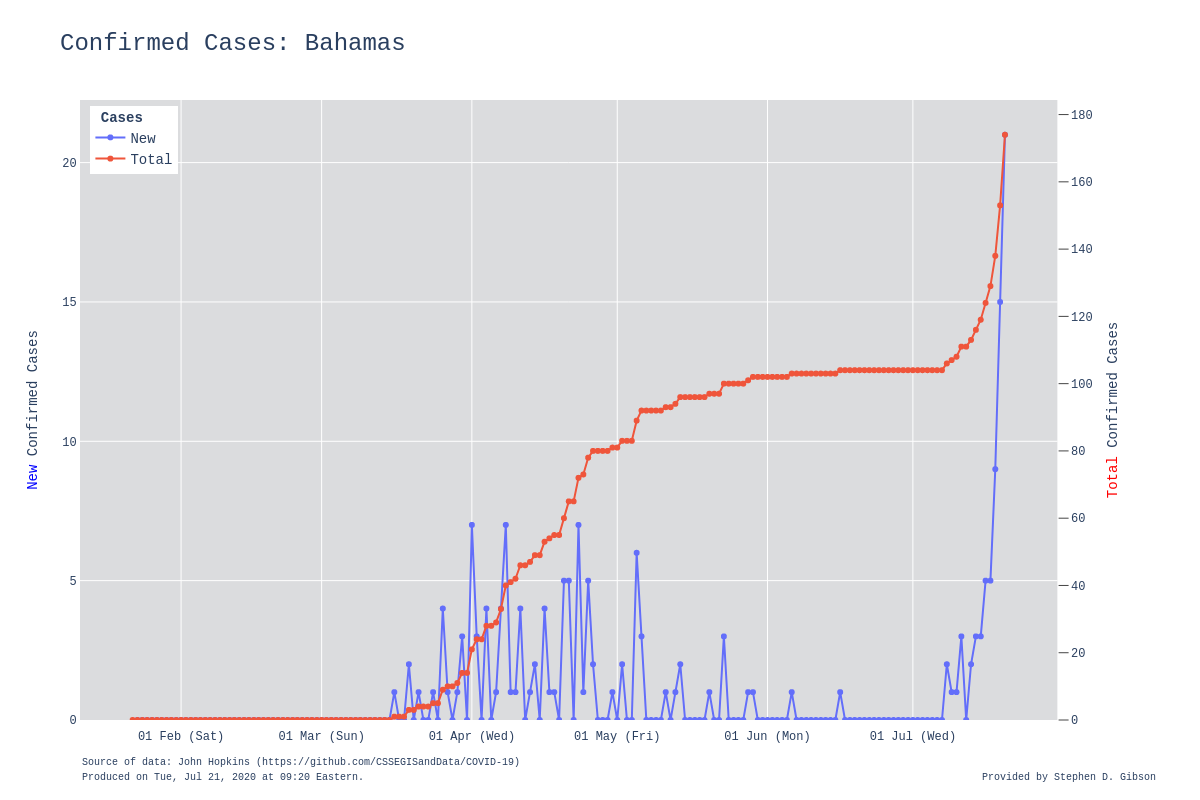 Confirmed Cases: Bahamas
Cases
New
Total
20
15
10
5
0
180
160
140
120
100
80
60
40
20
0
New Confirmed Cases
Total Confirmed Cases
01 Feb (Sat) 01 Mar (Sun) 01 Apr (Wed) 01 May (Fri) 01 Jun (Mon) 01 Jul (Wed)
Source of data: John Hopkins (https://github.com/CSSEGISandData/COVID-19)
Produced on Tue, Jul 21, 2020 at 09:20 Eastern.
Provided by Stephen D. Gibson